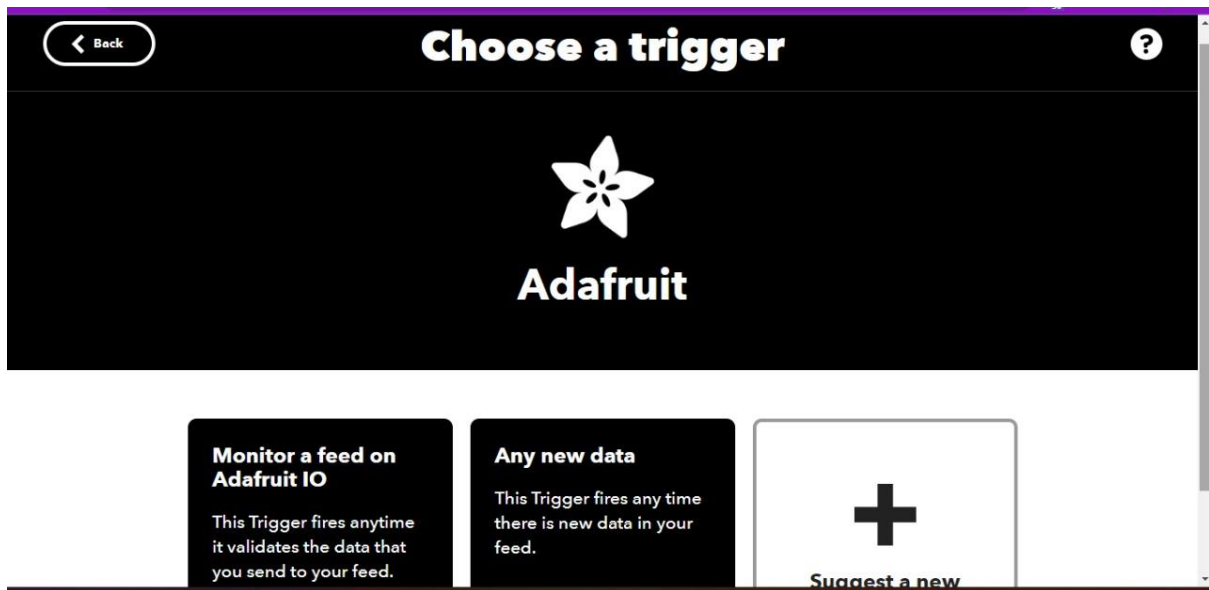 Back
Choose a trigger
?
Adafruit
Monitor a feed on
Adafruit IO
This Trigger fires anytime
it validates the data that
you send to your feed.
Any new data
This Trigger fires any time
there is new data in your
feed.
Suggest a new